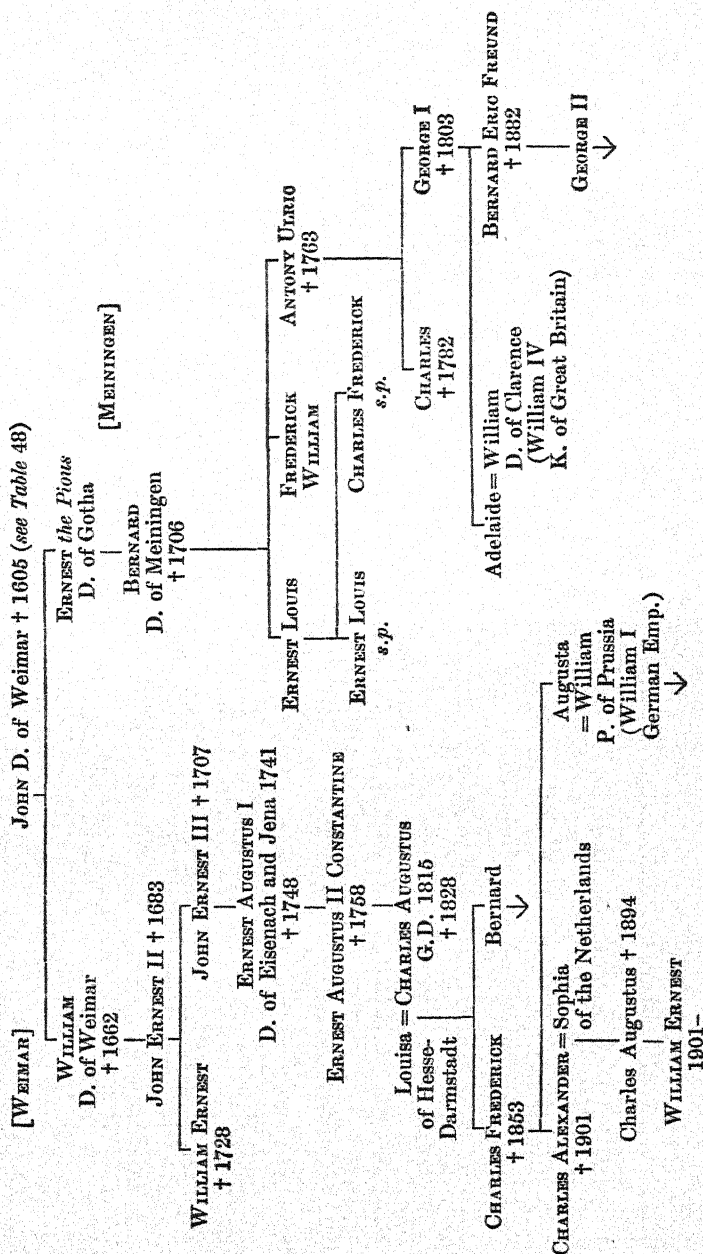 JOHN D. of Weimar † 1605 (see Table 48)
[WEIMAR]
WILLIAM
D. of Weimar
† 1662
JOHN ERNEST II † 1683
WILLIAM ERNEST
† 1728
JOHN ERNEST III † 1707
ERNEST AUGUSTUS I
D. of Eisenach and Jena 1741
† 1748
ERNEST AUGUSTUS II CONSTANTINE
† 1758
Louisa = CHARLES AUGUSTUS
of Hesse-
Darmstadt
G.D. 1815
† 1828
CHARLES FREDERICK
† 1853
Bernard
CHARLES ALEXANDER = Sophia
† 1901
of the Netherlands
Augusta
= William
P. of Prussia
(William I
German Emp.)
Charles Augustus † 1894
WILLIAM ERNEST
1901–
ERNEST the Pious
D. of Gotha
[MEININGEN]
BERNARD
D. of Meiningen
† 1706
ERNEST LOUIS
FREDERICK
WILLIAM
ANTONY ULRIC
† 1763
ERNEST LOUIS
s.p.
CHARLES FREDERICK
s.p.
CHARLES
† 1782
GEORGE I
† 1803
Adelaide = William
D. of Clarence
(William IV
K. of Great Britain)
BERNARD ERIC FREUND
† 1882
GEORGE II